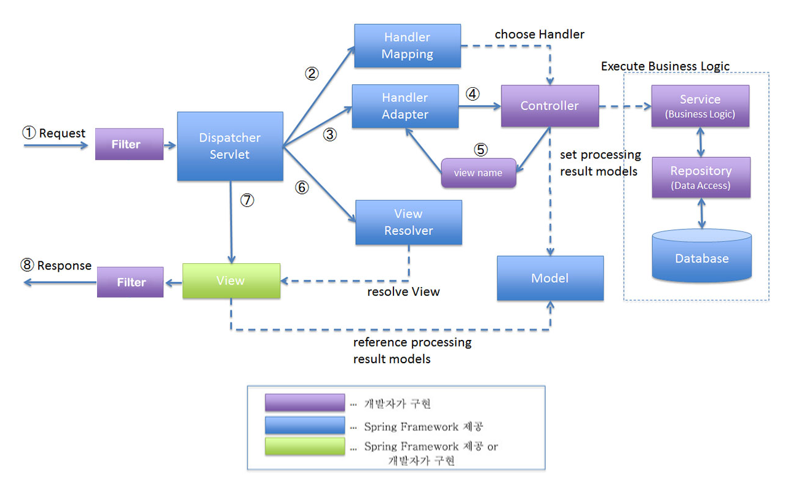 Handler
Mapping
choose Handler
②
Execute Business Logic
① Request
Filter
Dispatcher
Servlet
③
Handler
Adapter
④
Controller
Service
(Business Logic)
⑤
view name
set processing
result models
Repository
(Data Access)
⑥
⑦
View
Resolver
Database
⑧ Response
Filter
View
resolve View
Model
reference processing
result models
... 개발자가 구현
... Spring Framework 제공
... Spring Framework 제공 or
개발자가 구현